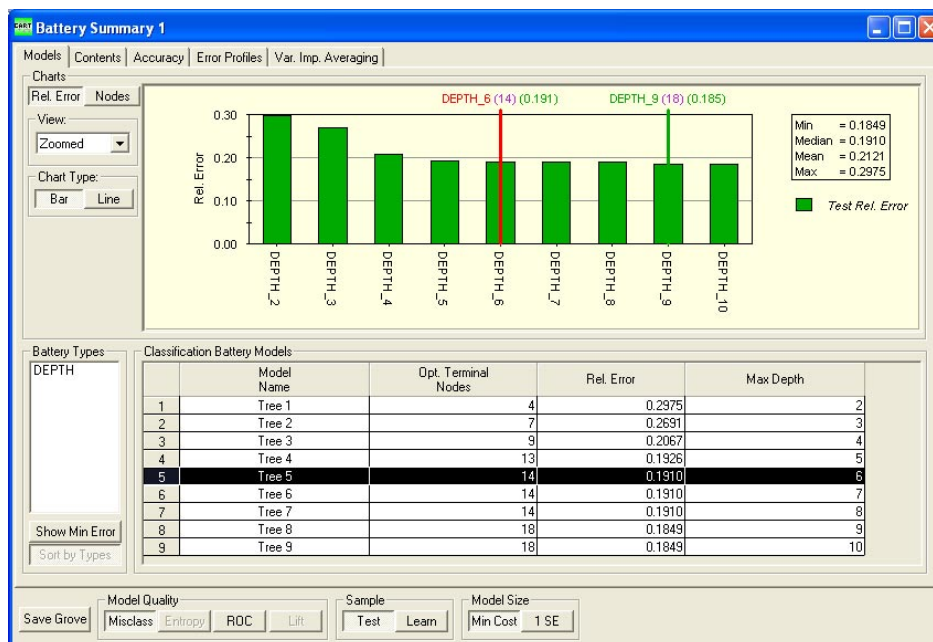 CART Battery Summary 1
Models Contents Accuracy Error Profiles Var. Imp. Averaging
Charts
Rel. Error Nodes
View:
Zoomed
Chart Type:
Bar Line
DEPTH_6 (14) (0.191) DEPTH_9 (18) (0.185)
Rel. Error
0.30
0.20
0.10
0.00
DEPTH_2
DEPTH_3
DEPTH_4
DEPTH_5
DEPTH_6
DEPTH_7
DEPTH_8
DEPTH_9
DEPTH_10
Min = 0.1849
Median = 0.1910
Mean = 0.2121
Max = 0.2975
Test Rel. Error
Battery Types
DEPTH
Show Min Error
Sort by Types
Classification Battery Models
Model Name Opt. Terminal Nodes Rel. Error Max Depth
1 Tree 1 4 0.2975 2
2 Tree 2 7 0.2691 3
3 Tree 3 9 0.2067 4
4 Tree 4 13 0.1926 5
5 Tree 5 14 0.1910 6
6 Tree 6 14 0.1910 7
7 Tree 7 14 0.1910 8
8 Tree 8 18 0.1849 9
9 Tree 9 18 0.1849 10
Save Grove
Model Quality
Misclass Entropy ROC Lift
Sample
Test Learn
Model Size
Min Cost 1 SE